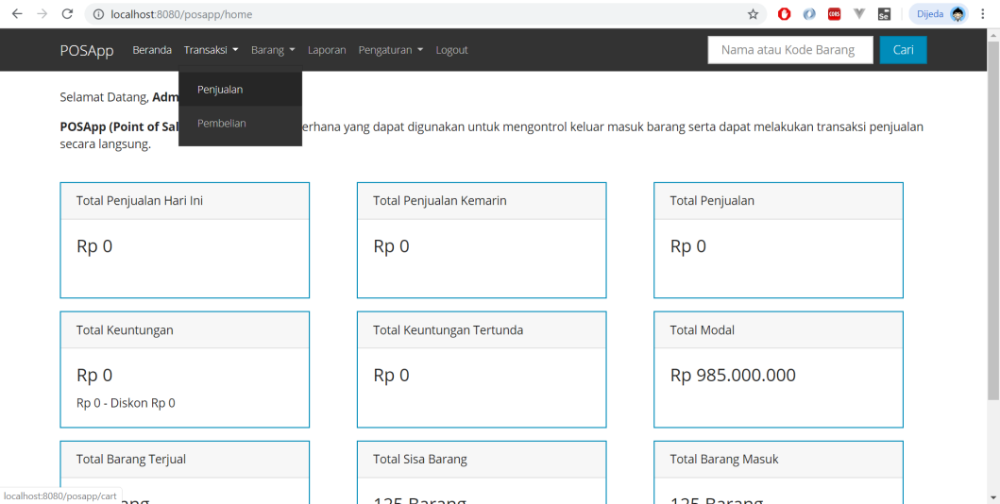 localhost:8080/posapp/home
CORS
Se
Dijeda
POSApp Beranda Transaksi Barang Laporan Pengaturan Logout Nama atau Kode Barang Cari
Penjualan
Pembelian
Selamat Datang, Adm
POSApp (Point of Sal erhana yang dapat digunakan untuk mengontrol keluar masuk barang serta dapat melakukan transaksi penjualan
secara langsung.
Total Penjualan Hari Ini
Rp 0
Total Penjualan Kemarin
Rp 0
Total Penjualan
Rp 0
Total Keuntungan
Rp 0
Rp 0 - Diskon Rp 0
Total Keuntungan Tertunda
Rp 0
Total Modal
Rp 985.000.000
Total Barang Terjual
Total Sisa Barang
125 Barang
Total Barang Masuk
125 Barang
localhost:8080/posapp/cart